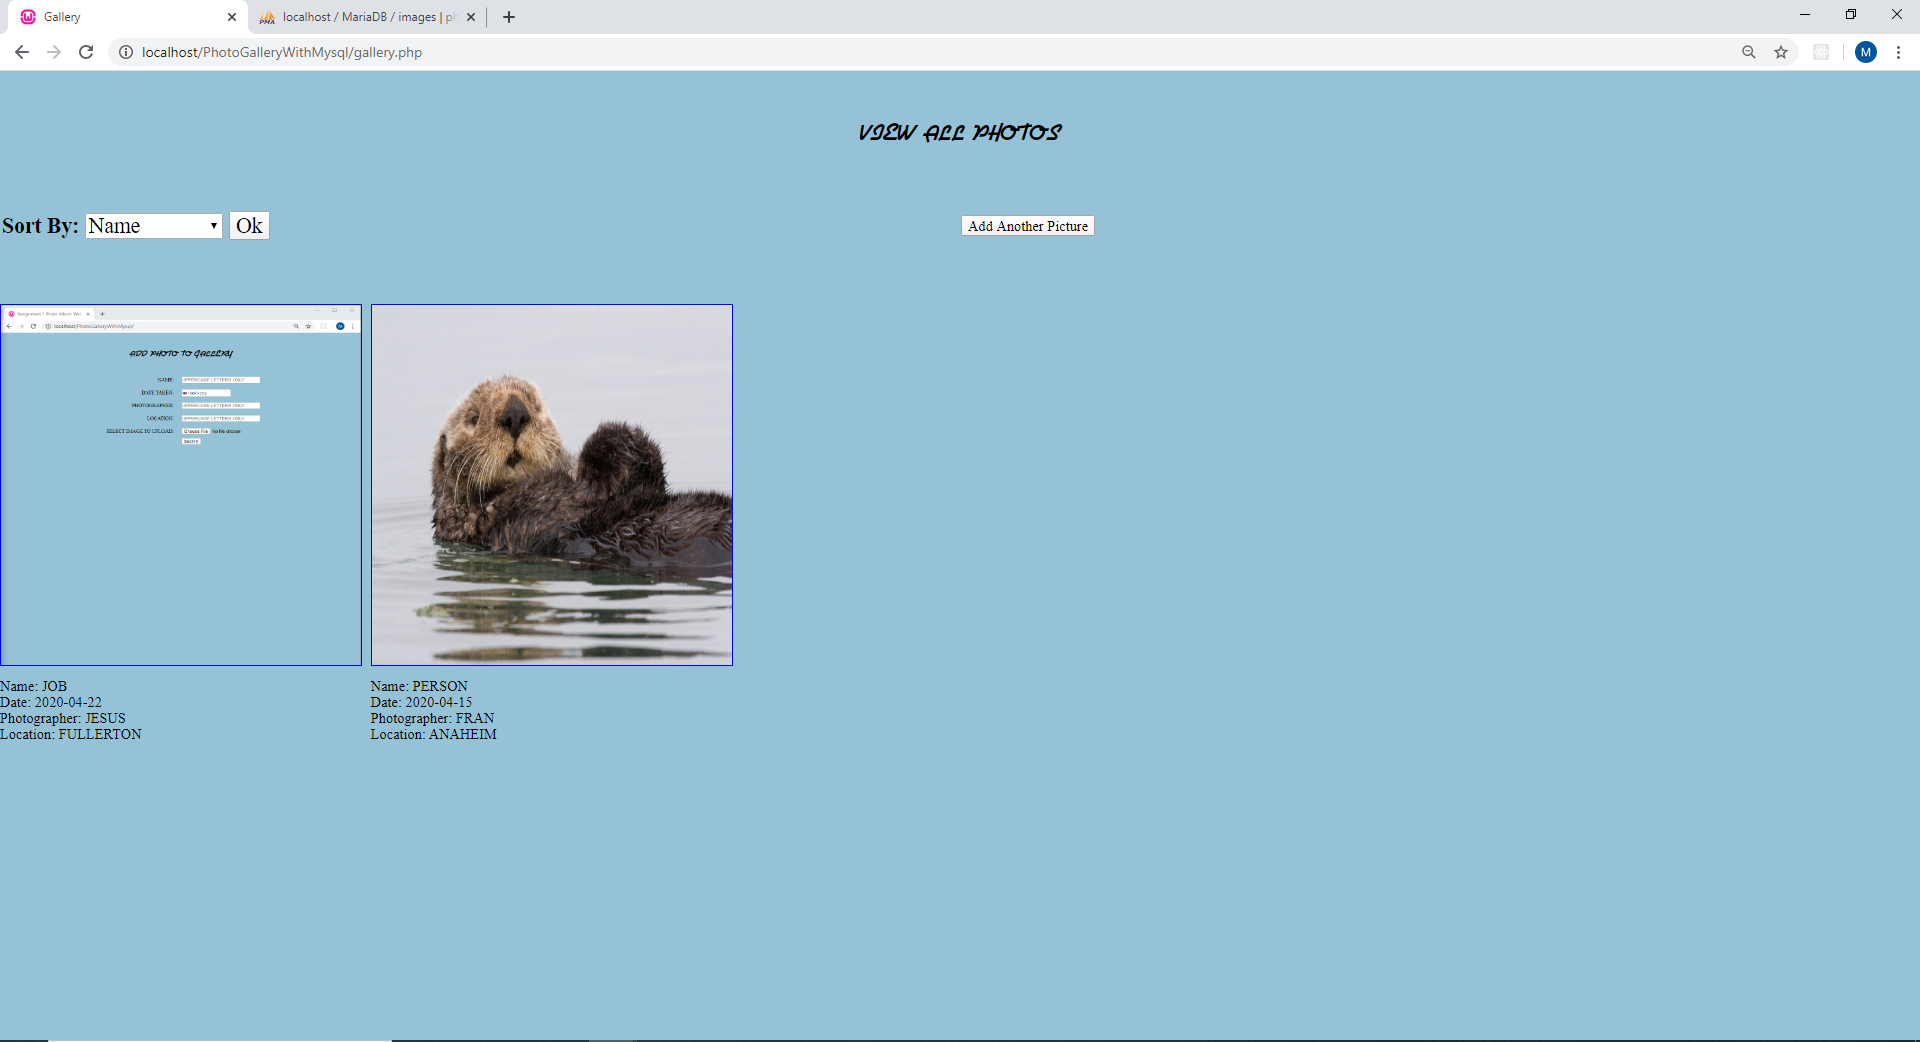 Gallery
localhost / MariaDB / images | ph
localhost/PhotoGalleryWithMysql/gallery.php
M
VIEW ALL PHOTOS
Sort By: Name Ok
Add Another Picture
localhost/PhotoGalleryWithMysql/
ADD PHOTO TO GALLERY
NAME: UPPERCASE LETTERS ONLY
DATE TAKEN: mm/dd/yyyy
PHOTOGRAPHER: UPPERCASE LETTERS ONLY
LOCATION: UPPERCASE LETTERS ONLY
SELECT IMAGE TO UPLOAD: Choose File No file chosen
Submit
Name: JOB
Date: 2020-04-22
Photographer: JESUS
Location: FULLERTON
Name: PERSON
Date: 2020-04-15
Photographer: FRAN
Location: ANAHEIM